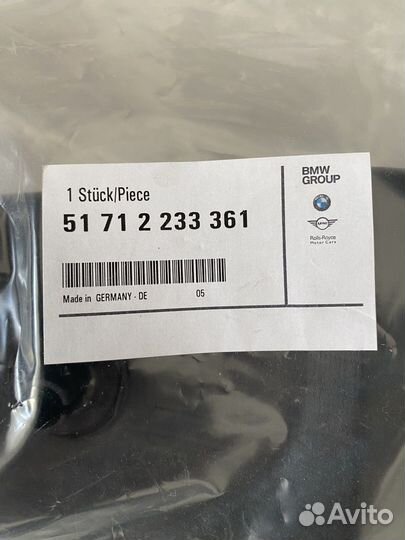 1 Stück/Piece
51 71 2 233 361
Made in GERMANY - DE 05
BMW
GROUP
Rolls-Royce
Motor Cars
Avito